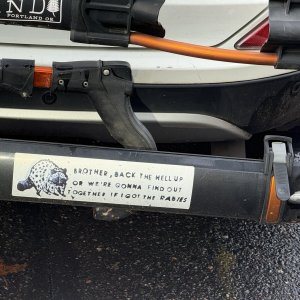 ND
PORTLAND OR
BROTHER, BACK THE HELL UP
OR WE'RE GONNA FIND OUT
TOGETHER IF I GOT THE RABIES